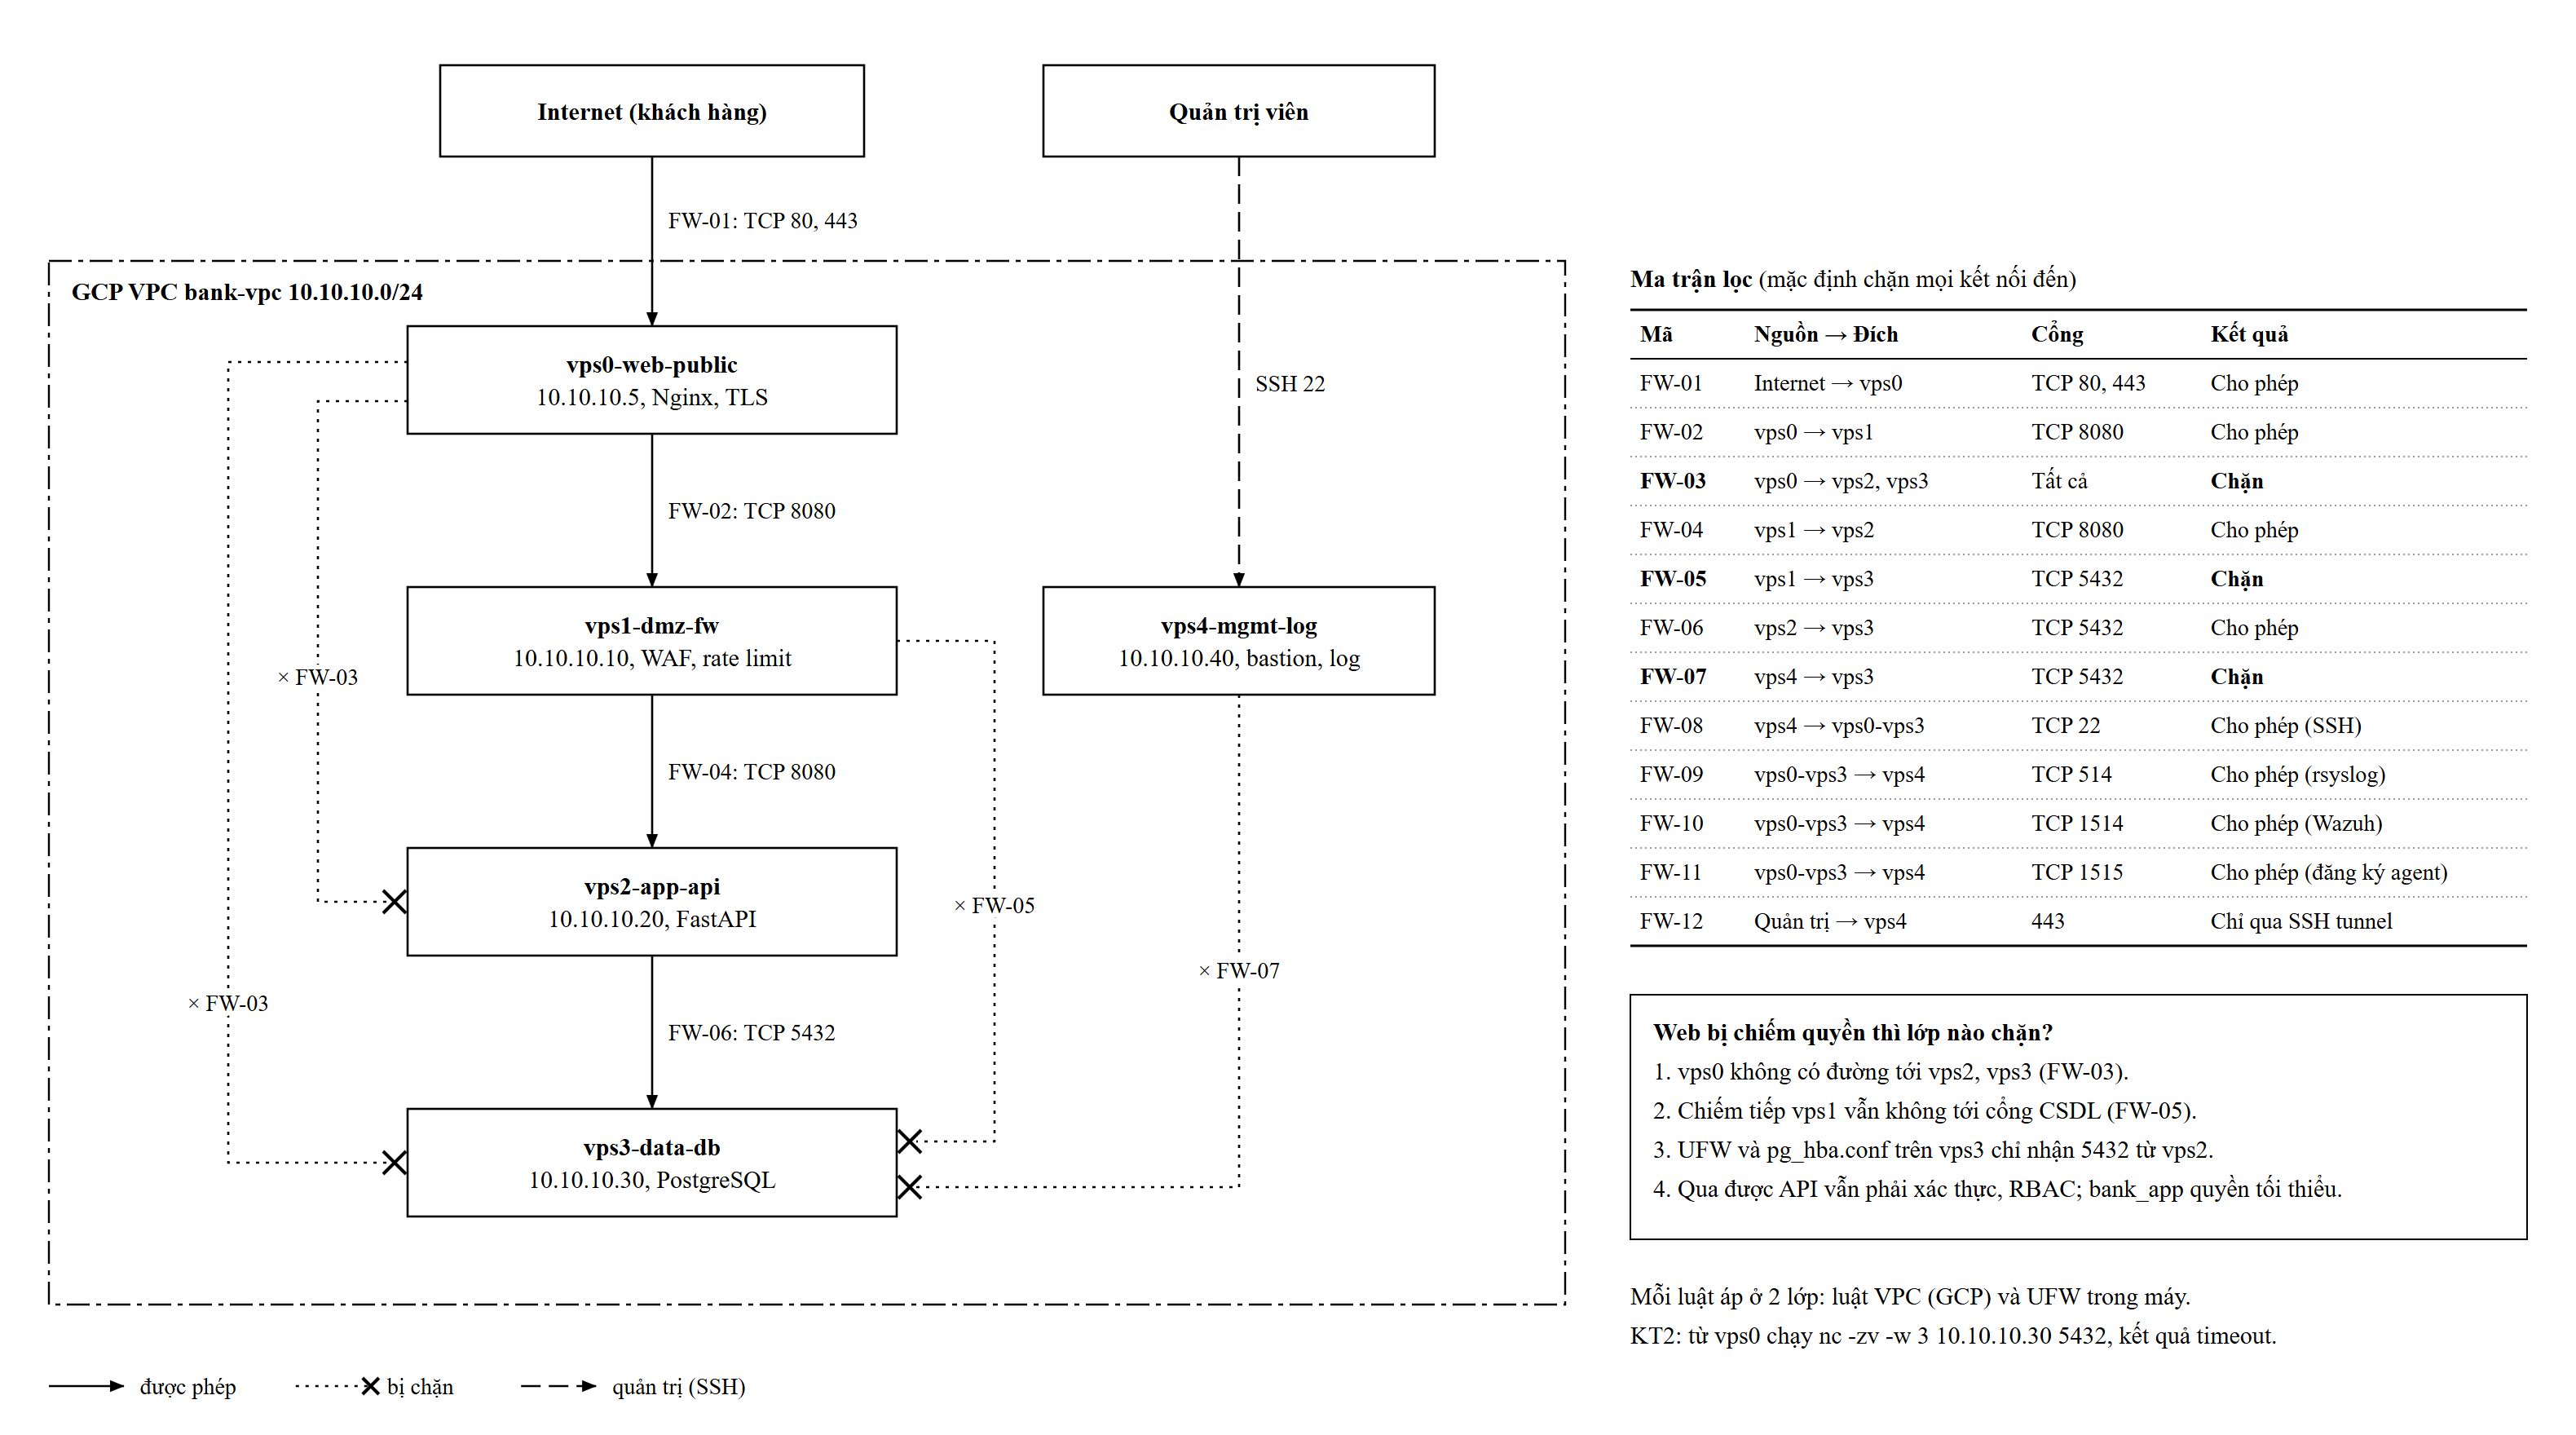 Internet (khách hàng)
Quản trị viên
FW-01: TCP 80, 443
GCP VPC bank-vpc 10.10.10.0/24
vps0-web-public
10.10.10.5, Nginx, TLS
SSH 22
FW-02: TCP 8080
vps1-dmz-fw
10.10.10.10, WAF, rate limit
vps4-mgmt-log
10.10.10.40, bastion, log
× FW-03
FW-04: TCP 8080
vps2-app-api
10.10.10.20, FastAPI
× FW-05
× FW-07
× FW-03
FW-06: TCP 5432
vps3-data-db
10.10.10.30, PostgreSQL
được phép
bị chặn
quản trị (SSH)
Ma trận lọc (mặc định chặn mọi kết nối đến)
Mã Nguồn → Đích Cổng Kết quả
FW-01 Internet → vps0 TCP 80, 443 Cho phép
FW-02 vps0 → vps1 TCP 8080 Cho phép
FW-03 vps0 → vps2, vps3 Tất cả Chặn
FW-04 vps1 → vps2 TCP 8080 Cho phép
FW-05 vps1 → vps3 TCP 5432 Chặn
FW-06 vps2 → vps3 TCP 5432 Cho phép
FW-07 vps4 → vps3 TCP 5432 Chặn
FW-08 vps4 → vps0-vps3 TCP 22 Cho phép (SSH)
FW-09 vps0-vps3 → vps4 TCP 514 Cho phép (rsyslog)
FW-10 vps0-vps3 → vps4 TCP 1514 Cho phép (Wazuh)
FW-11 vps0-vps3 → vps4 TCP 1515 Cho phép (đăng ký agent)
FW-12 Quản trị → vps4 443 Chỉ qua SSH tunnel
Web bị chiếm quyền thì lớp nào chặn?
1. vps0 không có đường tới vps2, vps3 (FW-03).
2. Chiếm tiếp vps1 vẫn không tới cổng CSDL (FW-05).
3. UFW và pg_hba.conf trên vps3 chỉ nhận 5432 từ vps2.
4. Qua được API vẫn phải xác thực, RBAC; bank_app quyền tối thiểu.
Mỗi luật áp ở 2 lớp: luật VPC (GCP) và UFW trong máy.
KT2: từ vps0 chạy nc -zv -w 3 10.10.10.30 5432, kết quả timeout.